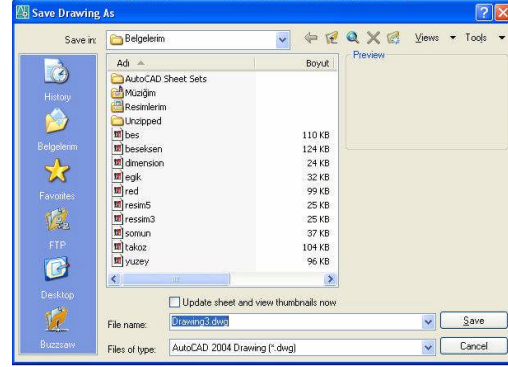 Save Drawing As
Save in: Belgelerim Views Tools
Adı Boyut Preview
AutoCAD Sheet Sets
Müziğim
Resimlerim
Unzipped
bes 110 KB
beseksen 124 KB
dimension 24 KB
egik 32 KB
red 99 KB
resim5 25 KB
ressim3 25 KB
somun 37 KB
takoz 104 KB
yuzey 96 KB
History
Belgelerim
Favorites
FTP
Desktop
Buzzsaw
Update sheet and view thumbnails now
File name: Drawing3.dwg Save
Files of type: AutoCAD 2004 Drawing (*.dwg) Cancel